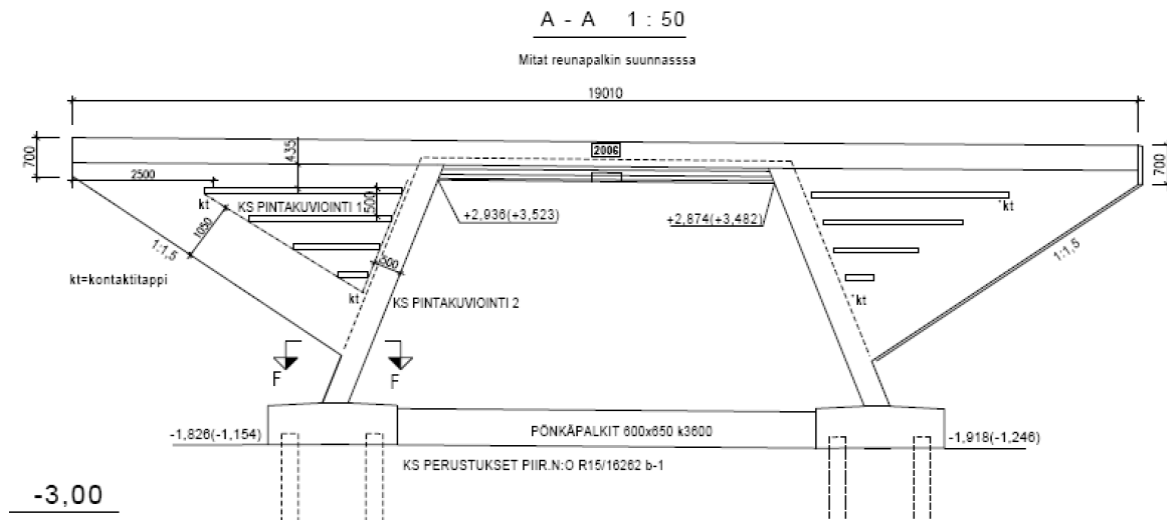 A - A 1 : 50
Mitat reunapalkin suunnasssa
19010
700
435
2006
700
2500
kt
KS PINTAKUVIOINTI 1
500
+2,936(+3,523)
+2,874(+3,482)
kt
1050
1:1,5
1:1,5
kt=kontaktitappi
500
kt
KS PINTAKUVIOINTI 2
kt
F
F
-1,826(-1,154)
PÖNKÄPALKIT 600x650 k3600
-1,918(-1,246)
KS PERUSTUKSET PIIR.N:O R15/16262 b-1
-3,00